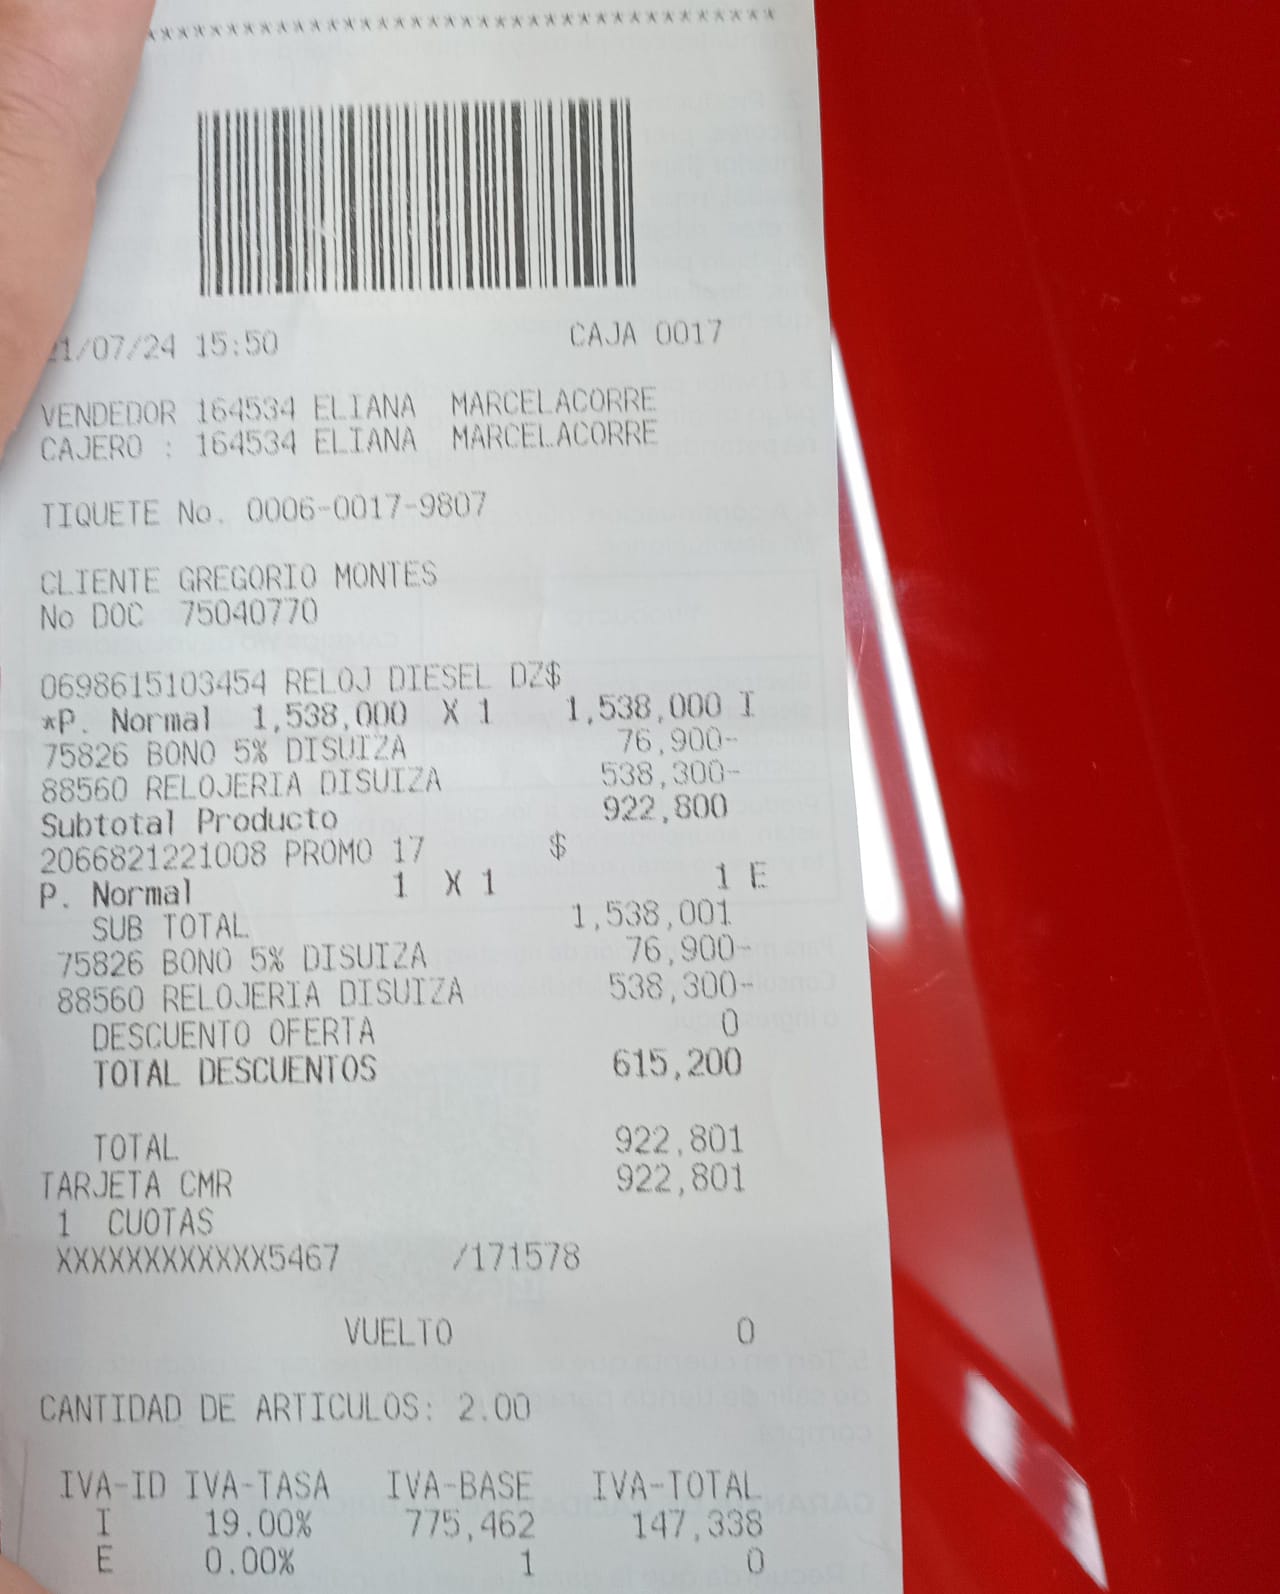 ****************************************
21/07/24 15:50 CAJA 0017
VENDEDOR 164534 ELIANA MARCELACORRE
CAJERO : 164534 ELIANA MARCELACORRE
TIQUETE No. 0006-0017-9807
CLIENTE GREGORIO MONTES
No DOC 75040770
0698615103454 RELOJ DIESEL DZ$
*P. Normal 1,538,000 X 1 1,538,000 I
75826 BONO 5% DISUIZA 76,900-
88560 RELOJERIA DISUIZA 538,300-
Subtotal Producto 922,800
2066821221008 PROMO 17 $
P. Normal 1 X 1 1 E
SUB TOTAL 1,538,001
75826 BONO 5% DISUIZA 76,900-
88560 RELOJERIA DISUIZA 538,300-
DESCUENTO OFERTA 0
TOTAL DESCUENTOS 615,200
TOTAL 922,801
TARJETA CMR 922,801
1 CUOTAS
XXXXXXXXXXXX5467 /171578
VUELTO 0
CANTIDAD DE ARTICULOS: 2.00
IVA-ID IVA-TASA IVA-BASE IVA-TOTAL
I 19.00% 775,462 147,338
E 0.00% 1 0